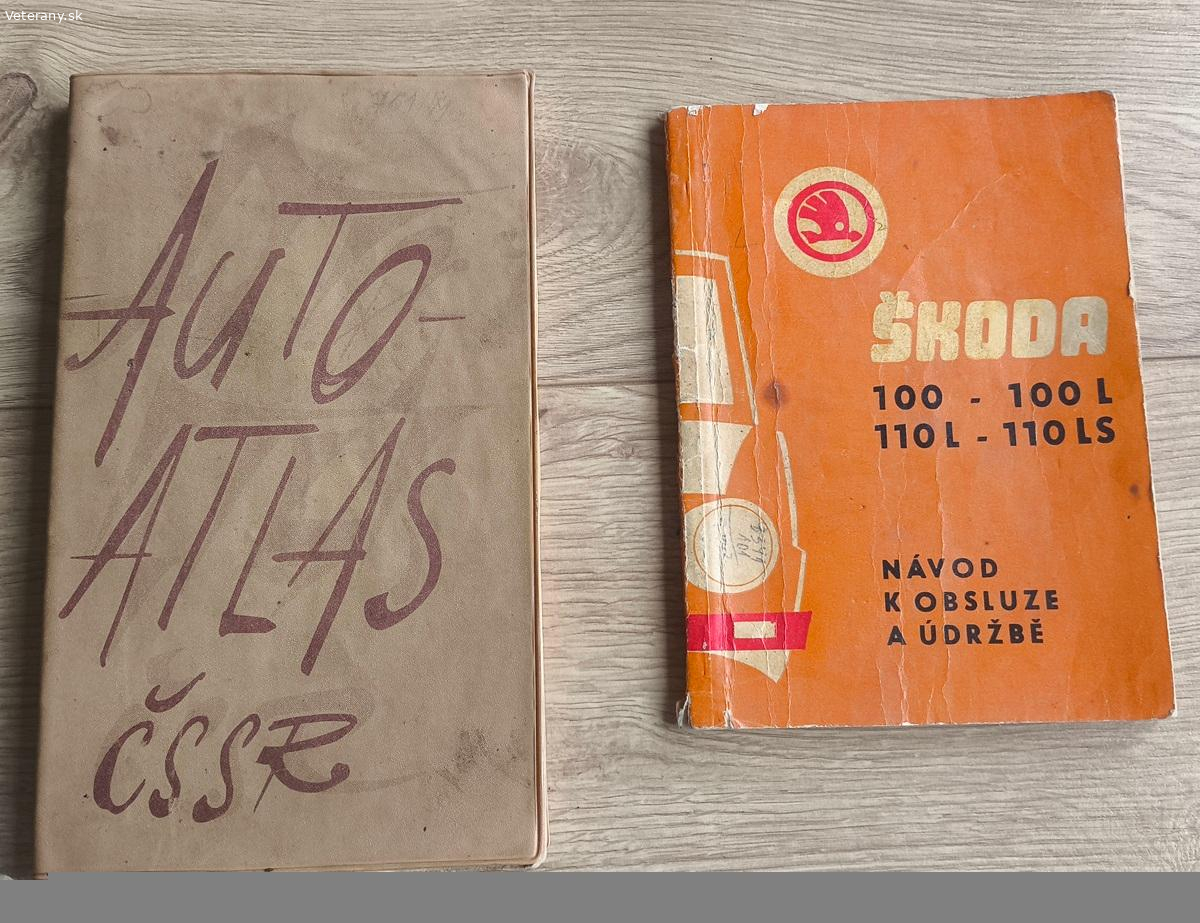 Veterany.sk
AUTO-
ATLAS
ČSSR
ŠKODA
100 - 100 L
110 L - 110 LS
NÁVOD
K OBSLUZE
A ÚDRŽBĚ